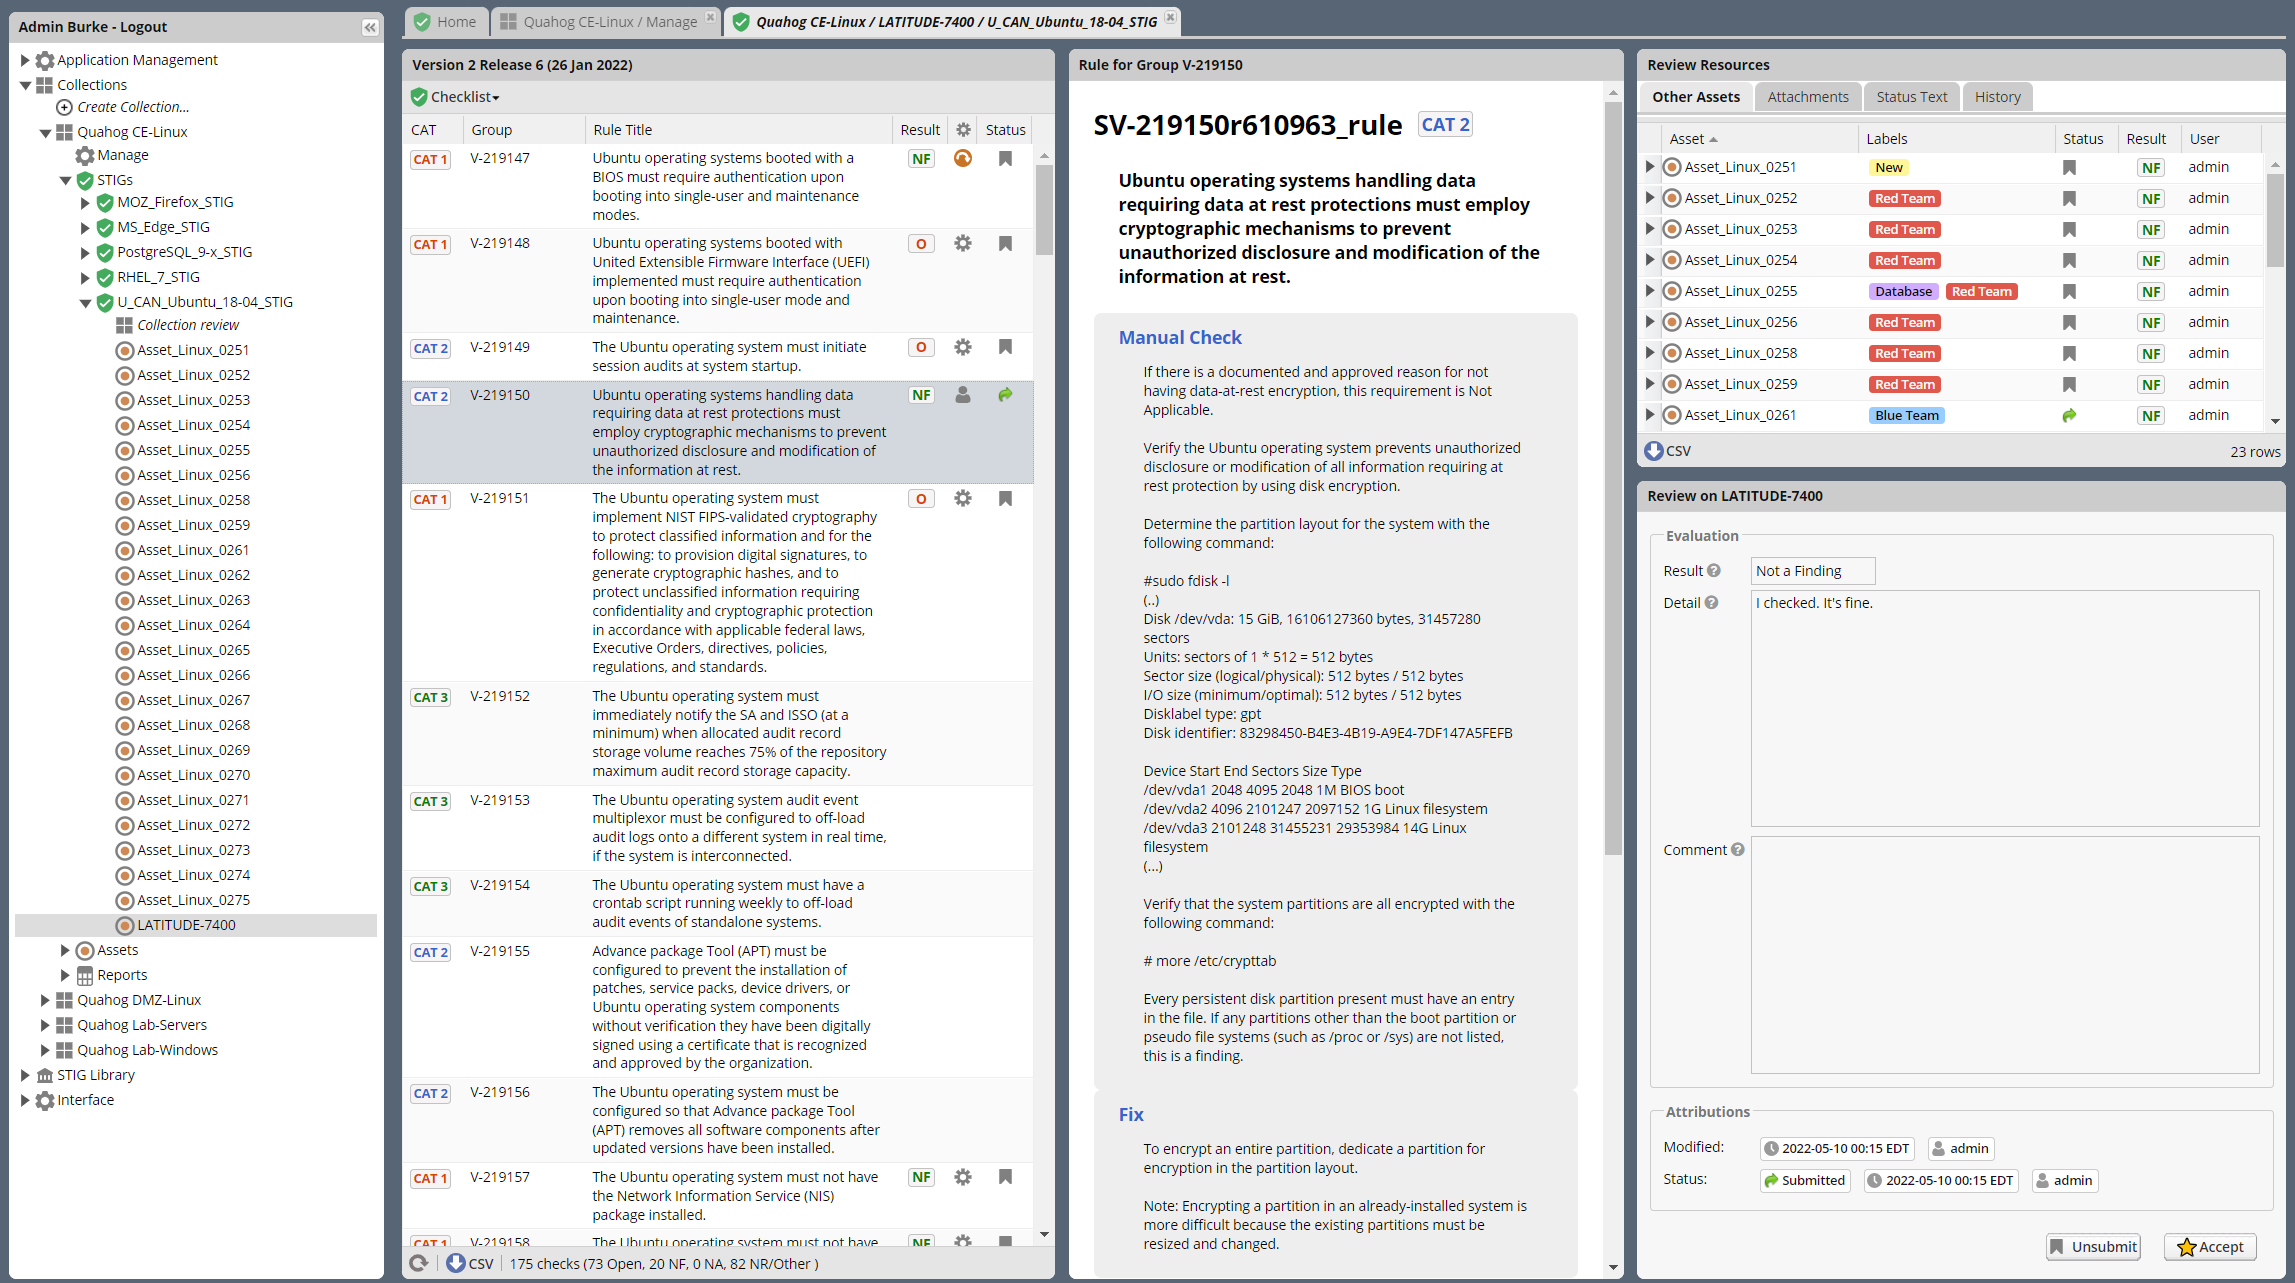 Admin Burke - Logout
Application Management
Collections
Create Collection...
Quahog CE-Linux
Manage
STIGs
MOZ_Firefox_STIG
MS_Edge_STIG
PostgreSQL_9-x_STIG
RHEL_7_STIG
U_CAN_Ubuntu_18-04_STIG
Collection review
Asset_Linux_0251
Asset_Linux_0252
Asset_Linux_0253
Asset_Linux_0254
Asset_Linux_0255
Asset_Linux_0256
Asset_Linux_0258
Asset_Linux_0259
Asset_Linux_0261
Asset_Linux_0262
Asset_Linux_0263
Asset_Linux_0264
Asset_Linux_0265
Asset_Linux_0266
Asset_Linux_0267
Asset_Linux_0268
Asset_Linux_0269
Asset_Linux_0270
Asset_Linux_0271
Asset_Linux_0272
Asset_Linux_0273
Asset_Linux_0274
Asset_Linux_0275
LATITUDE-7400
Assets
Reports
Quahog DMZ-Linux
Quahog Lab-Servers
Quahog Lab-Windows
STIG Library
Interface
Home
Quahog CE-Linux / Manage
Quahog CE-Linux / LATITUDE-7400 / U_CAN_Ubuntu_18-04_STIG
Version 2 Release 6 (26 Jan 2022)
Checklist
CAT Group Rule Title Result Status
CAT 1 V-219147 Ubuntu operating systems booted with a NF
BIOS must require authentication upon
booting into single-user and maintenance
modes.
CAT 1 V-219148 Ubuntu operating systems booted with O
United Extensible Firmware Interface (UEFI)
implemented must require authentication
upon booting into single-user mode and
maintenance.
CAT 2 V-219149 The Ubuntu operating system must initiate O
session audits at system startup.
CAT 2 V-219150 Ubuntu operating systems handling data NF
requiring data at rest protections must
employ cryptographic mechanisms to prevent
unauthorized disclosure and modification of
the information at rest.
CAT 1 V-219151 The Ubuntu operating system must O
implement NIST FIPS-validated cryptography
to protect classified information and for the
following: to provision digital signatures, to
generate cryptographic hashes, and to
protect unclassified information requiring
confidentiality and cryptographic protection
in accordance with applicable federal laws,
Executive Orders, directives, policies,
regulations, and standards.
CAT 3 V-219152 The Ubuntu operating system must
immediately notify the SA and ISSO (at a
minimum) when allocated audit record
storage volume reaches 75% of the repository
maximum audit record storage capacity.
CAT 3 V-219153 The Ubuntu operating system audit event
multiplexor must be configured to off-load
audit logs onto a different system in real time,
if the system is interconnected.
CAT 3 V-219154 The Ubuntu operating system must have a
crontab script running weekly to off-load
audit events of standalone systems.
CAT 2 V-219155 Advance package Tool (APT) must be
configured to prevent the installation of
patches, service packs, device drivers, or
Ubuntu operating system components
without verification they have been digitally
signed using a certificate that is recognized
and approved by the organization.
CAT 2 V-219156 The Ubuntu operating system must be
configured so that Advance package Tool
(APT) removes all software components after
updated versions have been installed.
CAT 1 V-219157 The Ubuntu operating system must not have NF
the Network Information Service (NIS)
package installed.
CAT 1 V-219158 The Ubuntu operating system must not have NF
CSV 175 checks (73 Open, 20 NF, 0 NA, 82 NR/Other )
Rule for Group V-219150
SV-219150r610963_rule CAT 2
Ubuntu operating systems handling data
requiring data at rest protections must employ
cryptographic mechanisms to prevent
unauthorized disclosure and modification of the
information at rest.
Manual Check
If there is a documented and approved reason for not
having data-at-rest encryption, this requirement is Not
Applicable.
Verify the Ubuntu operating system prevents unauthorized
disclosure or modification of all information requiring at
rest protection by using disk encryption.
Determine the partition layout for the system with the
following command:
#sudo fdisk -l
(..)
Disk /dev/vda: 15 GiB, 16106127360 bytes, 31457280
sectors
Units: sectors of 1 * 512 = 512 bytes
Sector size (logical/physical): 512 bytes / 512 bytes
I/O size (minimum/optimal): 512 bytes / 512 bytes
Disklabel type: gpt
Disk identifier: 83298450-B4E3-4B19-A9E4-7DF147A5FEFB
Device Start End Sectors Size Type
/dev/vda1 2048 4095 2048 1M BIOS boot
/dev/vda2 4096 2101247 2097152 1G Linux filesystem
/dev/vda3 2101248 31455231 29353984 14G Linux
filesystem
(...)
Verify that the system partitions are all encrypted with the
following command:
# more /etc/crypttab
Every persistent disk partition present must have an entry
in the file. If any partitions other than the boot partition or
pseudo file systems (such as /proc or /sys) are not listed,
this is a finding.
Fix
To encrypt an entire partition, dedicate a partition for
encryption in the partition layout.
Note: Encrypting a partition in an already-installed system is
more difficult because the existing partitions must be
resized and changed.
Review Resources
Other Assets Attachments Status Text History
Asset Labels Status Result User
Asset_Linux_0251 New NF admin
Asset_Linux_0252 Red Team NF admin
Asset_Linux_0253 Red Team NF admin
Asset_Linux_0254 Red Team NF admin
Asset_Linux_0255 Database Red Team NF admin
Asset_Linux_0256 Red Team NF admin
Asset_Linux_0258 Red Team NF admin
Asset_Linux_0259 Red Team NF admin
Asset_Linux_0261 Blue Team NF admin
CSV 23 rows
Review on LATITUDE-7400
Evaluation
Result Not a Finding
Detail I checked. It's fine.
Comment
Attributions
Modified: 2022-05-10 00:15 EDT admin
Status: Submitted 2022-05-10 00:15 EDT admin
Unsubmit Accept